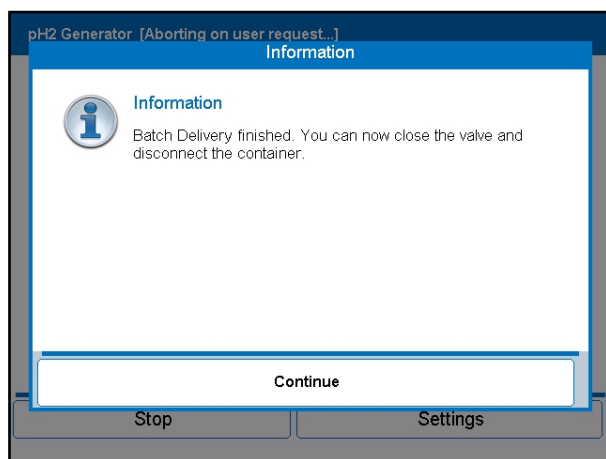 pH2 Generator [Aborting on user request...]
Information
Information
Batch Delivery finished. You can now close the valve and
disconnect the container.
Continue
Stop Settings